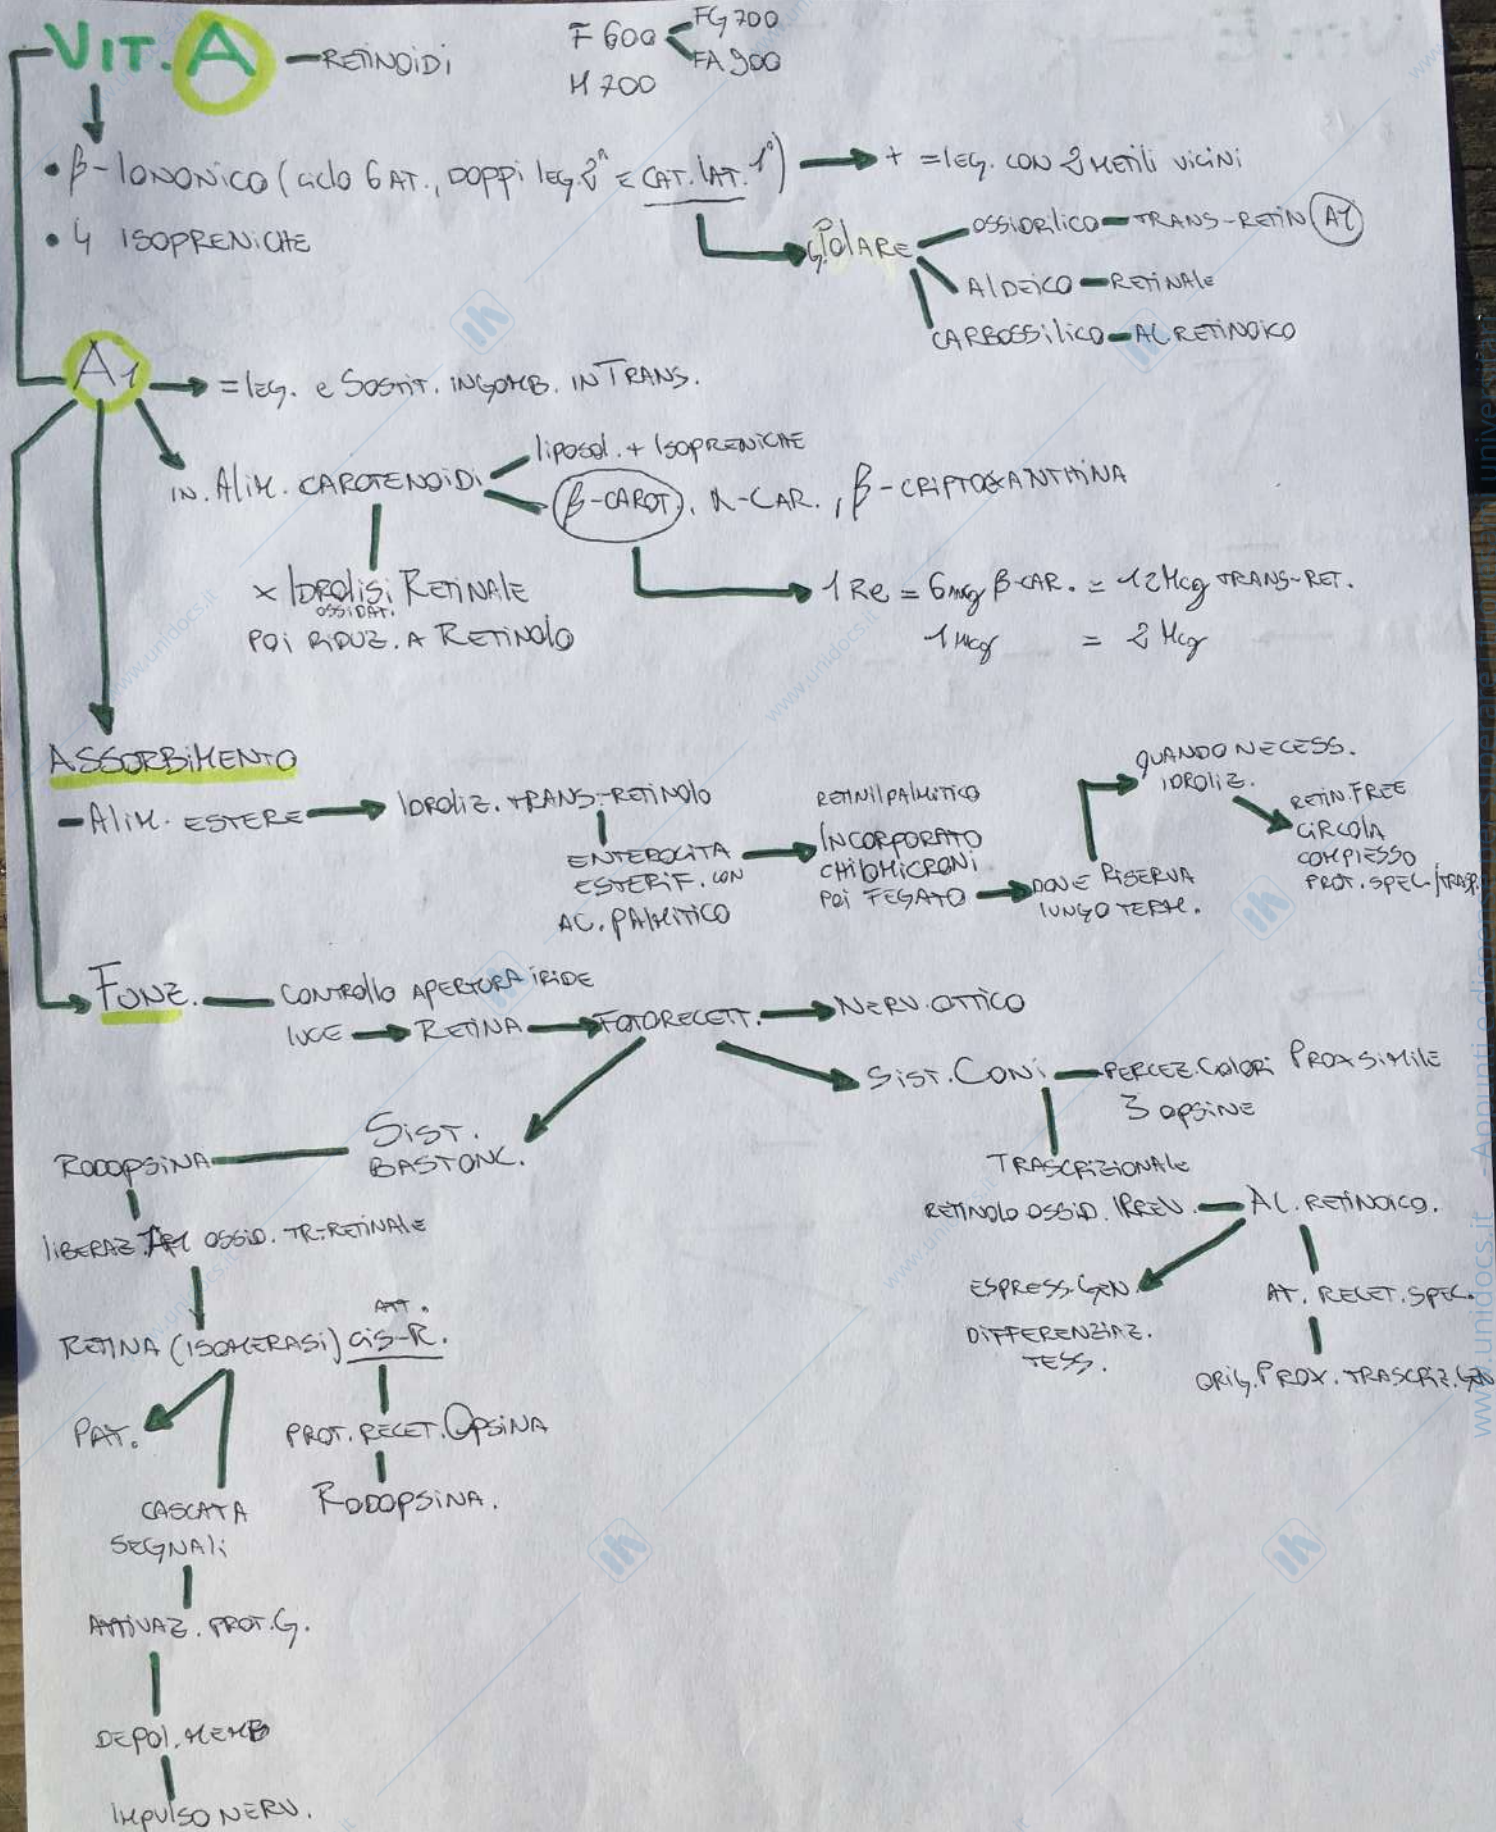 VIT. A — RETINOIDI
F 600 FG 700
FA 900
M 700
• β-IONONICO (ciclo 6 AT., DOPPI leg. 2ⁿ E CAT. LAT. 1°) → + = leg. CON 2 METILI VICINI
• 4 ISOPRENICHE
G. POLARE
OSSIDRILICO — TRANS-RETIN A1
ALDEICO — RETINALE
CARBOSSILICO — AC. RETINOICO
A1 → = leg. e SOSTIT. INGOMB. IN TRANS.
IN. ALIM. CAROTENOIDI
liposol. + ISOPRENICHE
β-CAROT., α-CAR., β-CRIPTOXANTHINA
x IDROLISI RETINALE
OSSIDAT.
POI RIDUZ. A RETINOLO
1 Re = 6mg β-CAR. = 12 Mcg TRANS-RET.
1 Mcg = 2 Mcg
ASSORBIMENTO
— ALIM. ESTERE → IDROLIZ. TRANS-RETINOLO
ENTEROCITA
ESTERIF. CON
AC. PALMITICO
RETINILPALMITICO
INCORPORATO
CHILOMICRONI
POI FEGATO → DOVE RISERVA
LUNGO TERM.
QUANDO NECESS.
IDROLIZ.
RETIN. FREE
CIRCOLA
COMPLESSO
PROT. SPEC./TRASP.
FUNZ. — CONTROLLO APERTURA IRIDE
LUCE → RETINA → FOTORECETT. → NERV. OTTICO
SIST. CONI — PERCEZ. COLORI PROX SIMILE
3 OPSINE
SIST.
BASTONC.
RODOPSINA
TRASCRIZIONALE
RETINOLO OSSID. IRREV. — AC. RETINOICO.
LIBERAZ. OSSID. TR-RETINALE
ESPRESS. GEN.
DIFFERENZIAZ.
TESS.
AT. RECET. SPEC.
ORIG. PROX. TRASCRIZ. GEN
ATT.
RETINA (ISOMERASI) cis-R.
PAT.
PROT. RECET. OPSINA
RODOPSINA.
CASCATA
SEGNALI
ATTIVAZ. PROT. G.
DEPOL. MEMB
IMPULSO NERV.